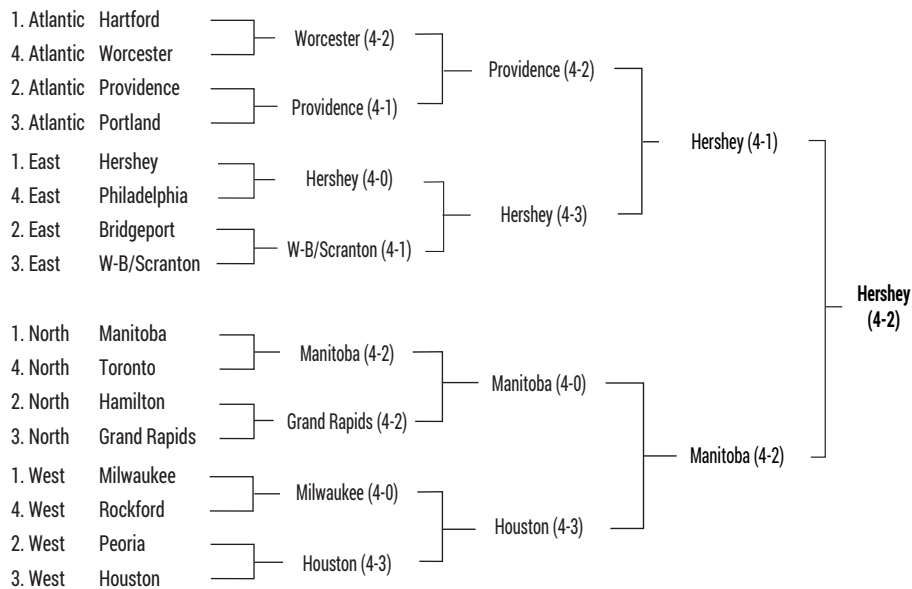 1. Atlantic Hartford
4. Atlantic Worcester
2. Atlantic Providence
3. Atlantic Portland
1. East Hershey
4. East Philadelphia
2. East Bridgeport
3. East W-B/Scranton
1. North Manitoba
4. North Toronto
2. North Hamilton
3. North Grand Rapids
1. West Milwaukee
4. West Rockford
2. West Peoria
3. West Houston
Worcester (4-2)
Providence (4-1)
Hershey (4-0)
W-B/Scranton (4-1)
Manitoba (4-2)
Grand Rapids (4-2)
Milwaukee (4-0)
Houston (4-3)
Providence (4-2)
Hershey (4-3)
Manitoba (4-0)
Houston (4-3)
Hershey (4-1)
Manitoba (4-2)
Hershey
(4-2)